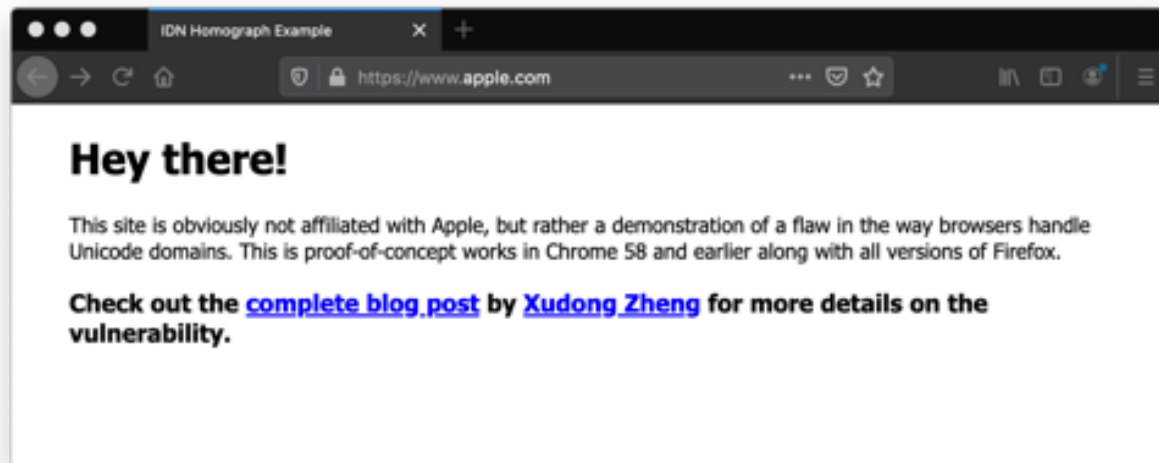 IDN Homograph Example
https://www.apple.com
Hey there!
This site is obviously not affiliated with Apple, but rather a demonstration of a flaw in the way browsers handle
Unicode domains. This is proof-of-concept works in Chrome 58 and earlier along with all versions of Firefox.
Check out the complete blog post by Xudong Zheng for more details on the
vulnerability.